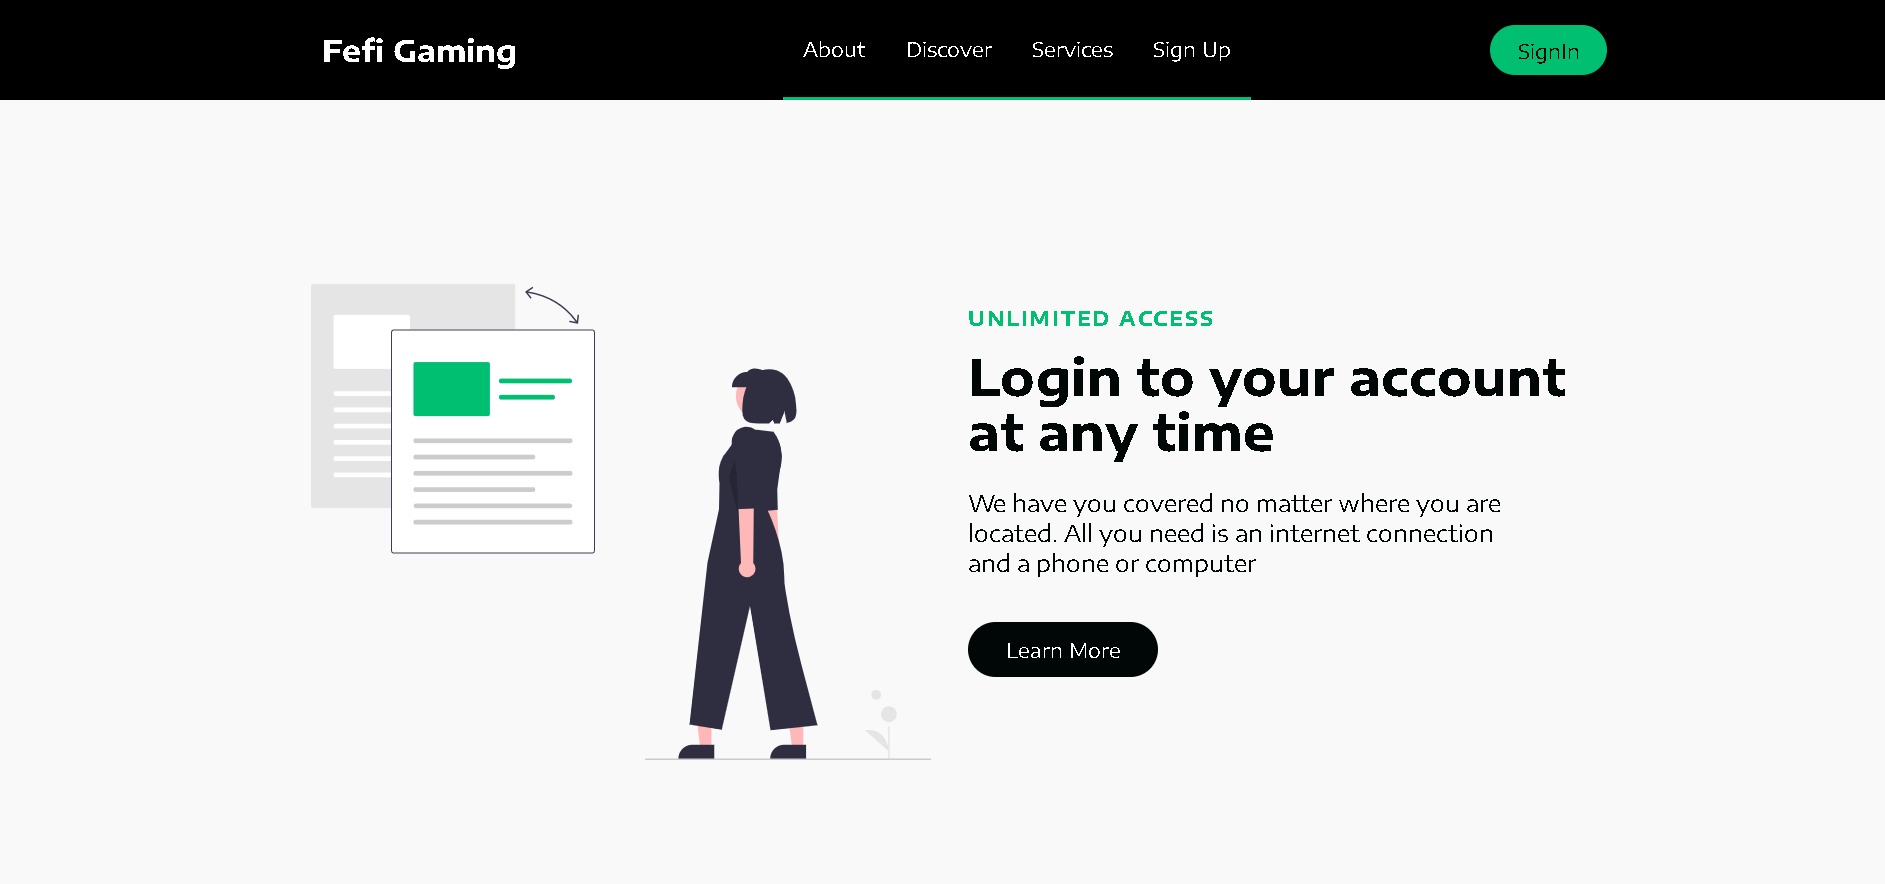 Fefi Gaming
About
Discover
Services
Sign Up
SignIn
UNLIMITED ACCESS
Login to your account
at any time
We have you covered no matter where you are
located. All you need is an internet connection
and a phone or computer
Learn More